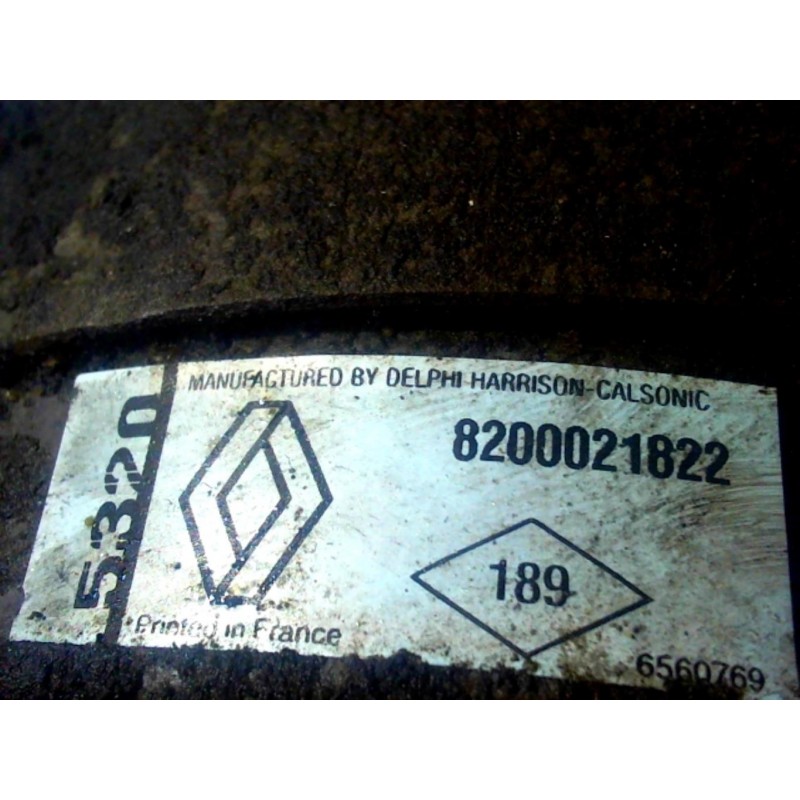 MANUFACTURED BY DELPHI HARRISON-CALSONIC
8200021822
189
5320
Printed in France
6560769